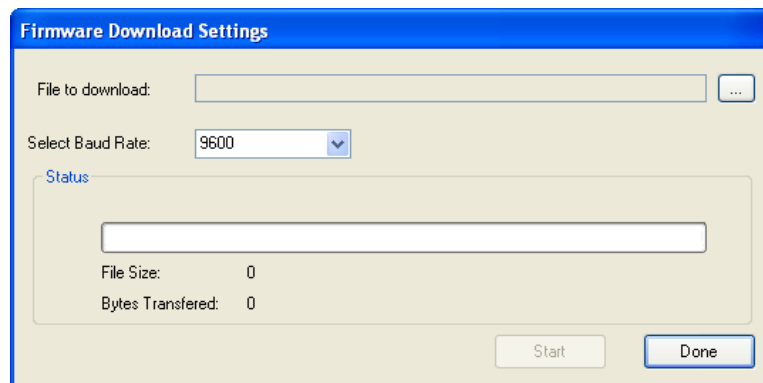 Firmware Download Settings
File to download:
...
Select Baud Rate: 9600
Status
File Size: 0
Bytes Transfered: 0
Start Done